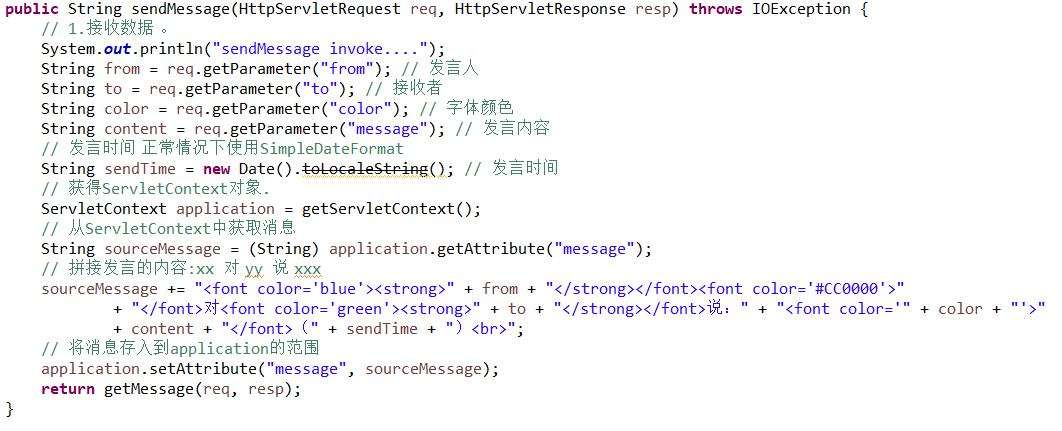 public String sendMessage(HttpServletRequest req, HttpServletResponse resp) throws IOException {
// 1.接收数据 。
System.out.println("sendMessage invoke....");
String from = req.getParameter("from"); // 发言人
String to = req.getParameter("to"); // 接收者
String color = req.getParameter("color"); // 字体颜色
String content = req.getParameter("message"); // 发言内容
// 发言时间 正常情况下使用SimpleDateFormat
String sendTime = new Date().toLocaleString(); // 发言时间
// 获得ServletContext对象.
ServletContext application = getServletContext();
// 从ServletContext中获取消息
String sourceMessage = (String) application.getAttribute("message");
// 拼接发言的内容:xx 对 yy 说 xxx
sourceMessage += "<font color='blue'><strong>" + from + "</strong></font><font color='#CC0000'>"
+ "</font>对<font color='green'><strong>" + to + "</strong></font>说：" + "<font color='" + color + "'>"
+ content + "</font>（" + sendTime + "）<br>";
// 将消息存入到application的范围
application.setAttribute("message", sourceMessage);
return getMessage(req, resp);
}